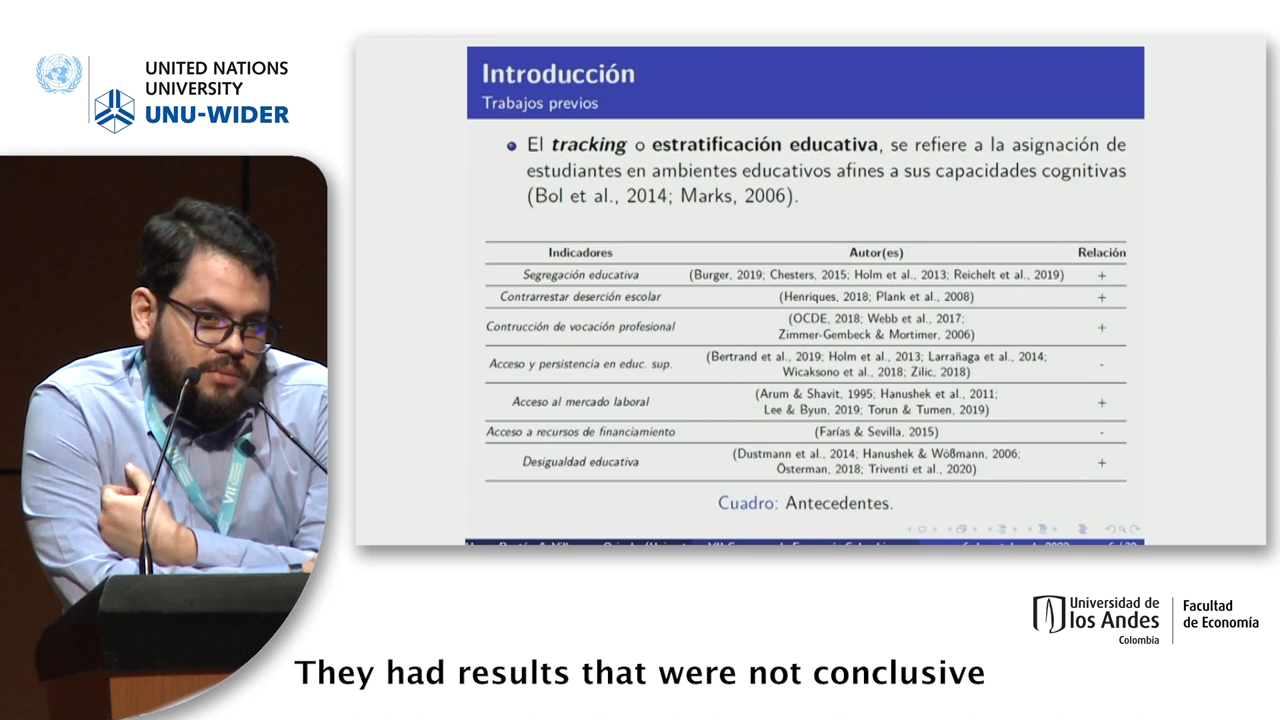 UNITED NATIONS
UNIVERSITY
UNU-WIDER
Introducción
Trabajos previos
El tracking o estratificación educativa, se refiere a la asignación de
estudiantes en ambientes educativos afines a sus capacidades cognitivas
(Bol et al., 2014; Marks, 2006).
Indicadores Autor(es) Relación
Segregación educativa (Burger, 2019; Chesters, 2015; Holm et al., 2013; Reichelt et al., 2019) +
Contrarrestar deserción escolar (Henriques, 2018; Plank et al., 2008) +
Contrucción de vocación profesional (OCDE, 2018; Webb et al., 2017;
Zimmer-Gembeck & Mortimer, 2006) +
Acceso y persistencia en educ. sup. (Bertrand et al., 2019; Holm et al., 2013; Larrañaga et al., 2014;
Wicaksono et al., 2018; Zilic, 2018) -
Acceso al mercado laboral (Arum & Shavit, 1995; Hanushek et al., 2011;
Lee & Byun, 2019; Torun & Tumen, 2019) +
Acceso a recursos de financiamiento (Farías & Sevilla, 2015) -
Desigualdad educativa (Dustmann et al., 2014; Hanushek & Wößmann, 2006;
Österman, 2018; Triventi et al., 2020) +
Cuadro: Antecedentes.
VII
Universidad de
los Andes
Colombia
Facultad
de Economía
They had results that were not conclusive